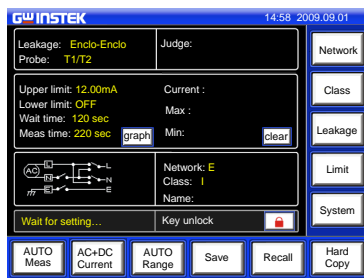 GWINSTEK 14:58 2009.09.01
Leakage: Enclo-Enclo
Probe: T1/T2
Judge:
Network
Upper limit: 12.00mA
Lower limit: OFF
Wait time: 120 sec
Meas time: 220 sec graph
Current :
Max :
Min: clear
Class
Leakage
AC L N E
L
N
E
Network: E
Class: I
Name:
Limit
Wait for setting... Key unlock
System
AUTO Meas
AC+DC Current
AUTO Range
Save
Recall
Hard Copy